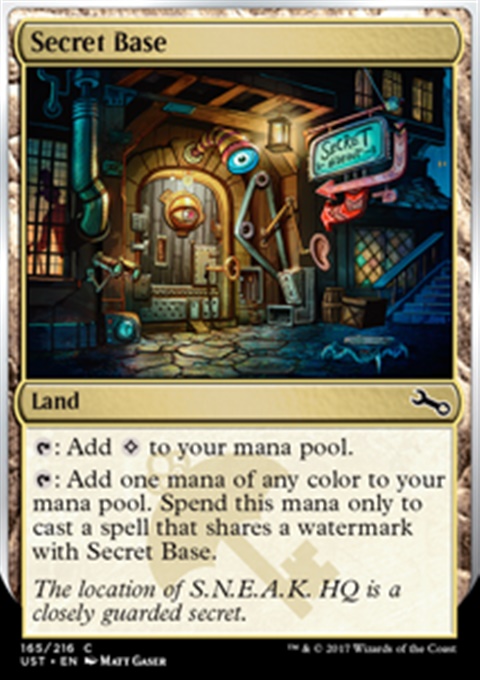 Secret Base
SECRET
Land
: Add to your mana pool.
: Add one mana of any color to your
mana pool. Spend this mana only to
cast a spell that shares a watermark
with Secret Base.
The location of S.N.E.A.K. HQ is a
closely guarded secret.
165/216 C
UST • EN MATT GASER
™ & © 2017 Wizards of the Coast